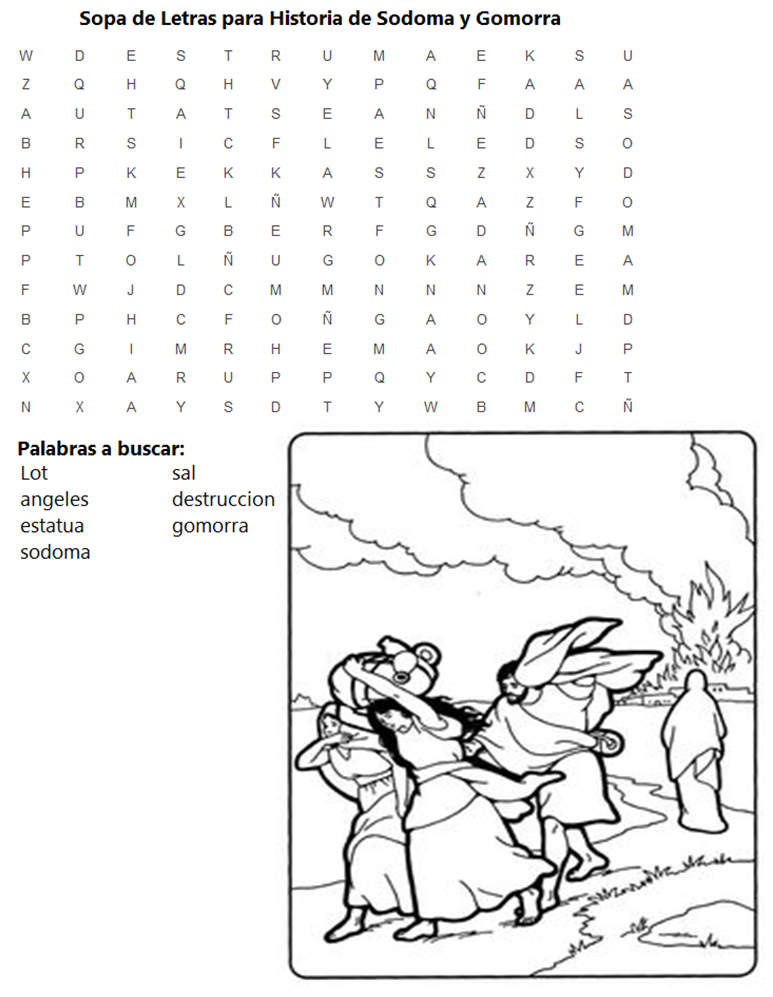 Sopa de Letras para Historia de Sodoma y Gomorra
W D E S T R U M A E K S U
Z Q H Q H V Y P Q F A A A
A U T A T S E A N Ñ D L S
B R S I C F L E L E D S O
H P K E K K A S S Z X Y D
E B M X L Ñ W T Q A Z F O
P U F G B E R F G D Ñ G M
P T O L Ñ U G O K A R E A
F W J D C M M N N N Z E M
B P H C F O Ñ G A O Y L D
C G I M R H E M A O K J P
X O A R U P P Q Y C D F T
N X A Y S D T Y W B M C Ñ
Palabras a buscar:
Lot sal
angeles destruccion
estatua gomorra
sodoma